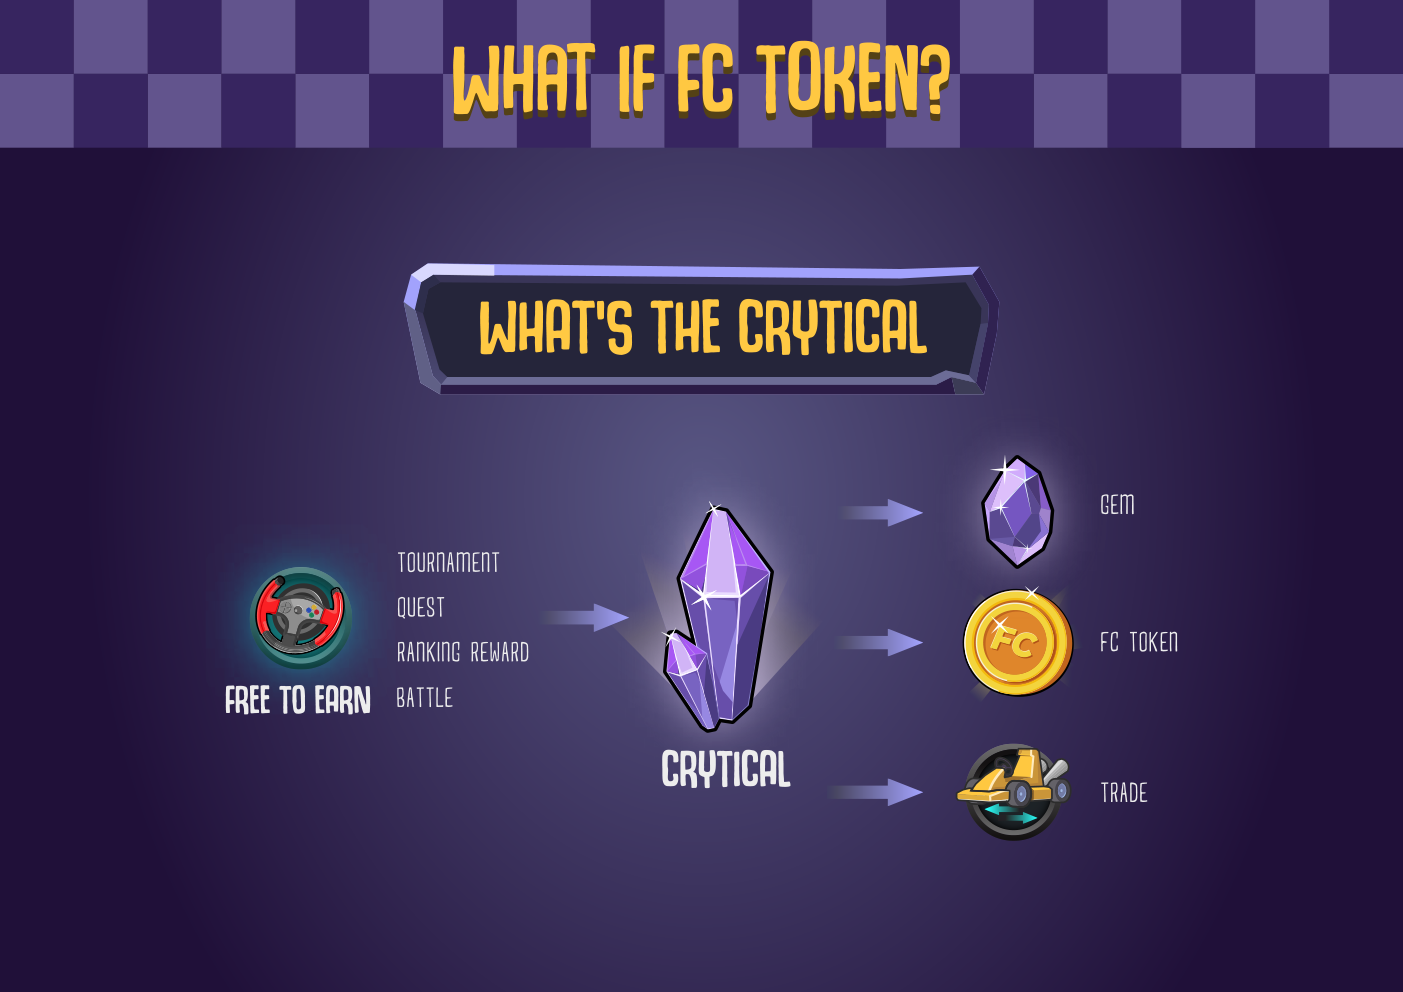 WHAT IF FC TOKEN?
WHAT'S THE CRYTICAL
FREE TO EARN
TOURNAMENT
QUEST
RANKING REWARD
BATTLE
CRYTICAL
GEM
FC
FC TOKEN
TRADE